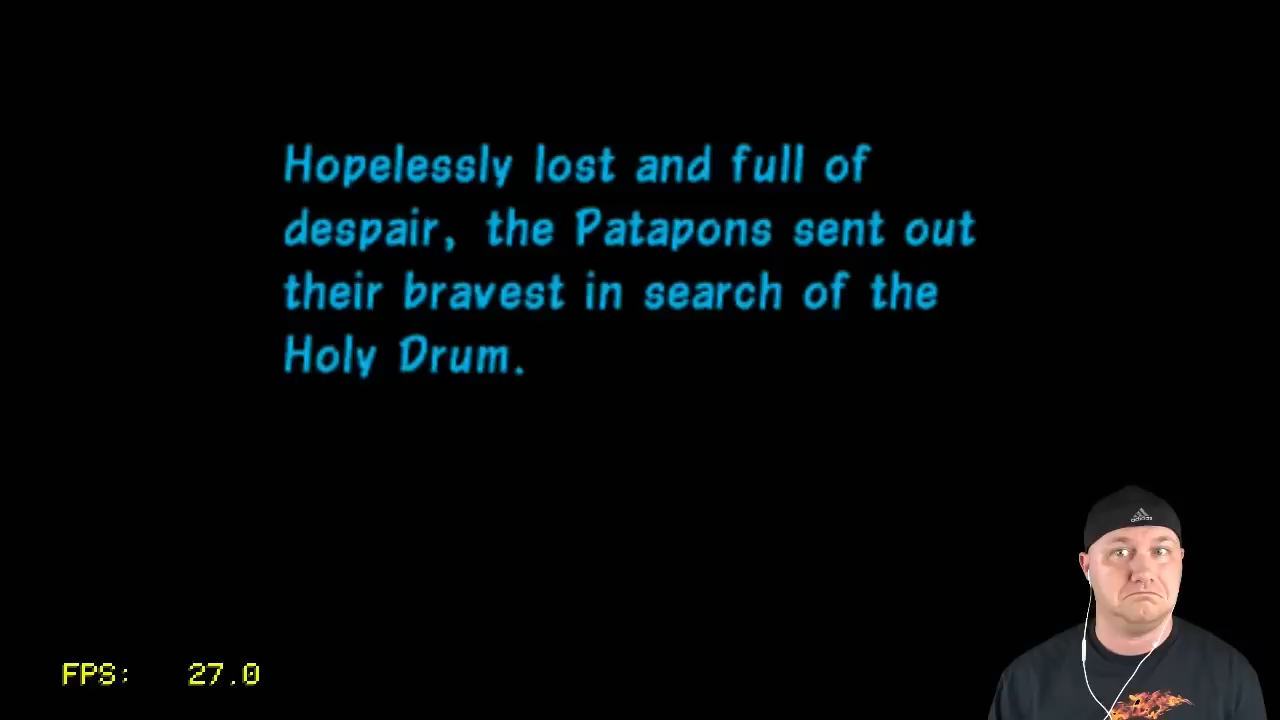 Hopelessly lost and full of
despair, the Patapons sent out
their bravest in search of the
Holy Drum.
adidas
FPS: 27.0